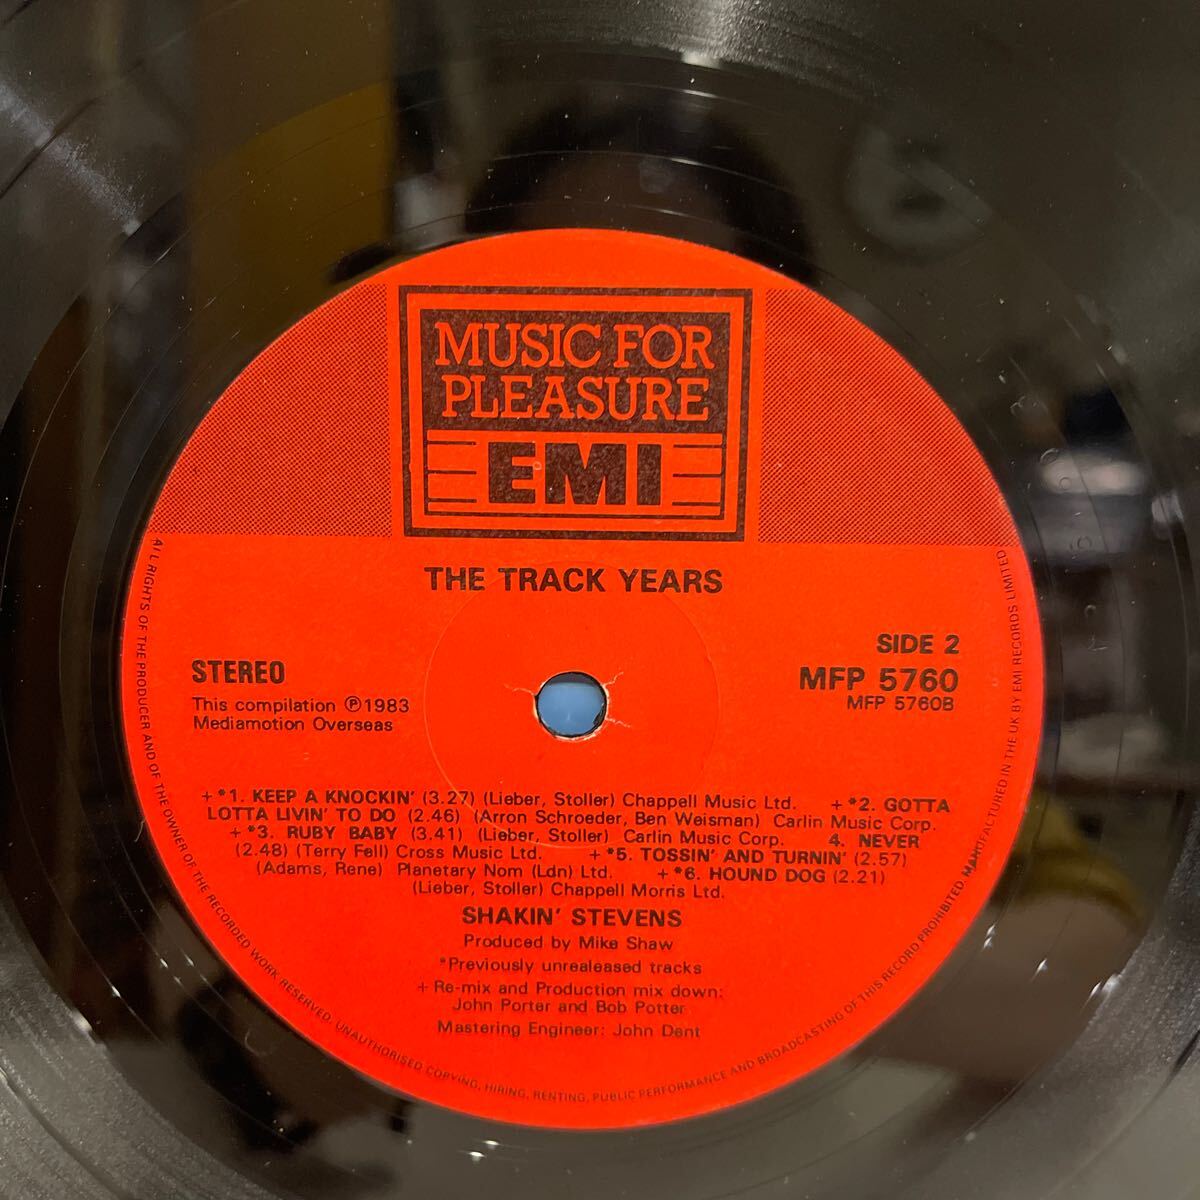 MUSIC FOR
PLEASURE
EMI
THE TRACK YEARS
STEREO
This compilation ℗1983
Mediamotion Overseas
SIDE 2
MFP 5760
MFP 5760B
+*1. KEEP A KNOCKIN' (3.27) (Lieber, Stoller) Chappell Music Ltd. +*2. GOTTA
LOTTA LIVIN' TO DO (2.46) (Arron Schroeder, Ben Weisman) Carlin Music Corp.
+*3. RUBY BABY (3.41) (Lieber, Stoller) Carlin Music Corp. 4. NEVER
(2.48) (Terry Fell) Cross Music Ltd. +*5. TOSSIN' AND TURNIN' (2.57)
(Adams, Rene) Planetary Nom (Ldn) Ltd. +*6. HOUND DOG (2.21)
(Lieber, Stoller) Chappell Morris Ltd.
SHAKIN' STEVENS
Produced by Mike Shaw
*Previously unrealeased tracks
+ Re-mix and Production mix down:
John Porter and Bob Potter
Mastering Engineer: John Dent
ALL RIGHTS OF THE PRODUCER AND OF THE OWNER OF THE RECORDED WORK RESERVED. UNAUTHORISED COPYING, HIRING, RENTING, PUBLIC PERFORMANCE AND BROADCASTING OF THIS RECORD PROHIBITED. MANUFACTURED IN THE UK BY EMI RECORDS LIMITED